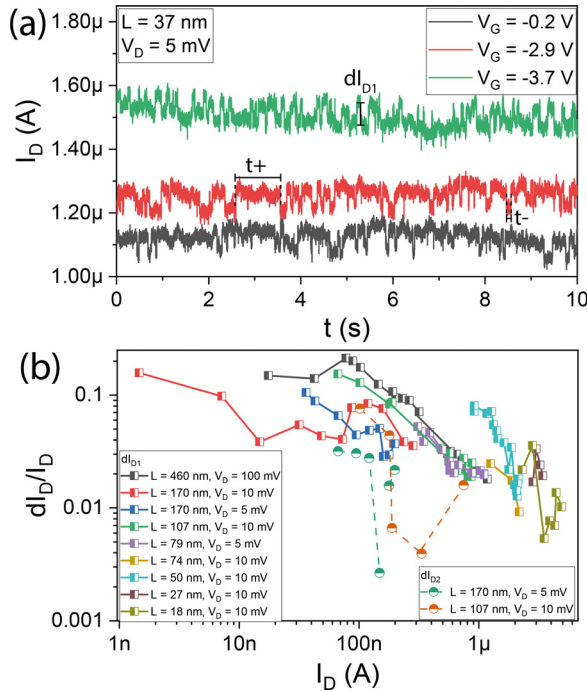 (a)
L = 37 nm
V_D = 5 mV
V_G = -0.2 V
V_G = -2.9 V
V_G = -3.7 V
dI_D1
t+
t-
I_D (A)
1.80μ
1.60μ
1.40μ
1.20μ
1.00μ
0 2 4 6 8 10
t (s)
(b)
dI_D/I_D
0.1
0.01
0.001
dI_D1
L = 460 nm, V_D = 100 mV
L = 170 nm, V_D = 10 mV
L = 170 nm, V_D = 5 mV
L = 107 nm, V_D = 10 mV
L = 79 nm, V_D = 5 mV
L = 74 nm, V_D = 10 mV
L = 50 nm, V_D = 10 mV
L = 27 nm, V_D = 10 mV
L = 18 nm, V_D = 10 mV
dI_D2
L = 170 nm, V_D = 5 mV
L = 107 nm, V_D = 10 mV
1n 10n 100n 1μ
I_D (A)